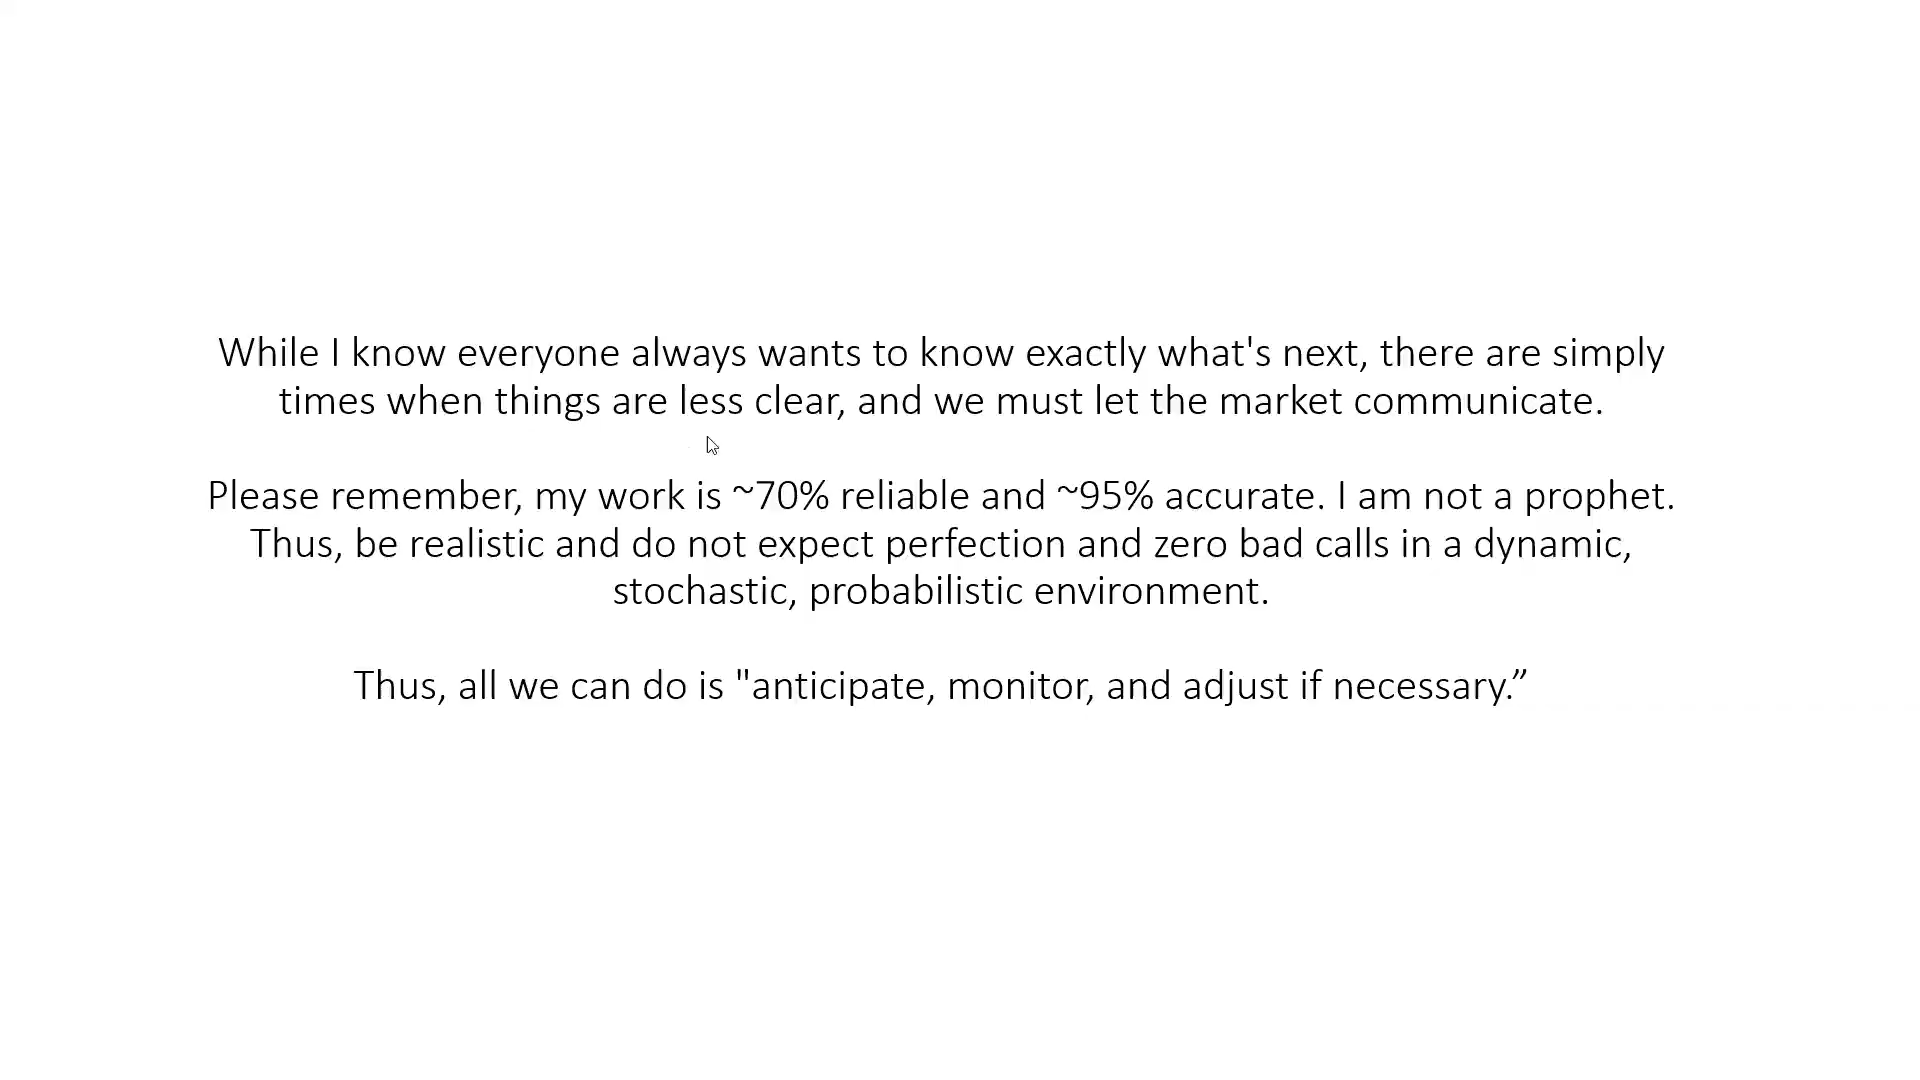 While I know everyone always wants to know exactly what's next, there are simply
times when things are less clear, and we must let the market communicate.
Please remember, my work is ~70% reliable and ~95% accurate. I am not a prophet.
Thus, be realistic and do not expect perfection and zero bad calls in a dynamic,
stochastic, probabilistic environment.
Thus, all we can do is "anticipate, monitor, and adjust if necessary.”